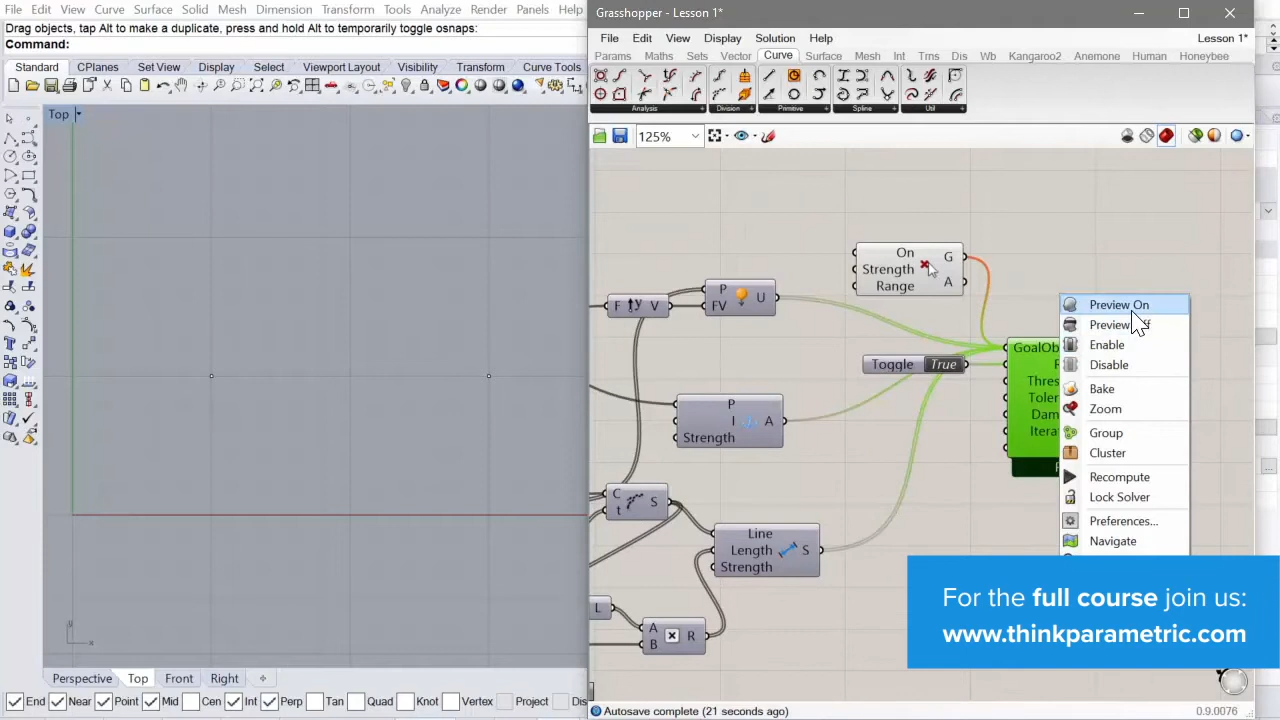 File Edit View Curve Surface Solid Mesh Dimension Transform Tools Analyze Render Panels Help
Drag objects, tap Alt to make a duplicate, press and hold Alt to temporarily toggle osnaps.
Command:
Standard CPlanes Set View Display Select Viewport Layout Visibility Transform Curve Tools
Top
Perspective Top Front Right
End Near Point Mid Cen Int Perp Tan Quad Knot Vertex Project Dis
Grasshopper - Lesson 1*
File Edit View Display Solution Help Lesson 1*
Params Maths Sets Vector Curve Surface Mesh Int Trns Dis Wb Kangaroo2 Anemone Human Honeybee
Analysis Division Primitive Spline Util
125%
On
Strength
Range
G
A
F V
P
FV
U
Toggle True
P
I
Strength
A
C
t
S
Line
Length
Strength
S
L
A
B
R
Preview On
Preview
Enable
Disable
Bake
Zoom
Group
Cluster
Recompute
Lock Solver
Preferences...
Navigate
For the full course join us:
www.thinkparametric.com
Autosave complete (21 seconds ago)
0.9.0076